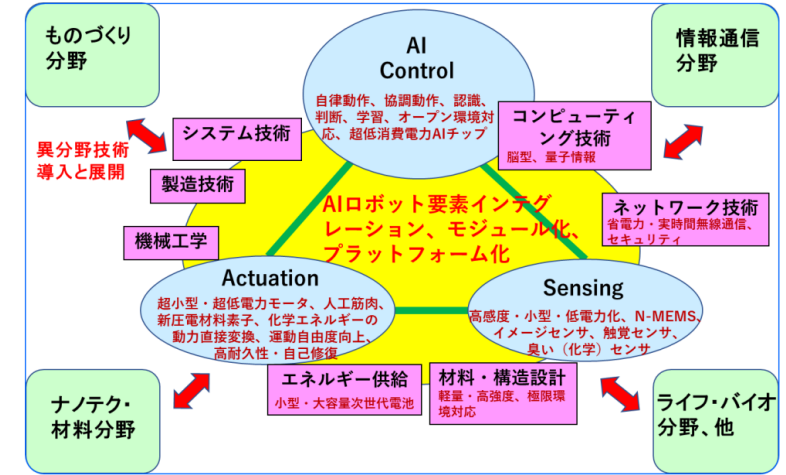 ものづくり
分野
AI
Control
自律動作、協調動作、認識、
判断、学習、オープン環境対
応、超低消費電力AIチップ
情報通信
分野
異分野技術
導入と展開
システム技術
製造技術
機械工学
コンピューティ
ング技術
脳型、量子情報
ネットワーク技術
省電力・実時間無線通信、
セキュリティ
AIロボット要素インテグ
レーション、モジュール化、
プラットフォーム化
Actuation
超小型・超低電力モータ、人工筋肉、
新圧電材料素子、化学エネルギーの
動力直接変換、運動自由度向上、
高耐久性・自己修復
Sensing
高感度・小型・低電力化、N-MEMS、
イメージセンサ、触覚センサ、
臭い（化学）センサ
エネルギー供給
小型・大容量次世代電池
材料・構造設計
軽量・高強度、極限環
境対応
ナノテク・
材料分野
ライフ・バイオ
分野、他